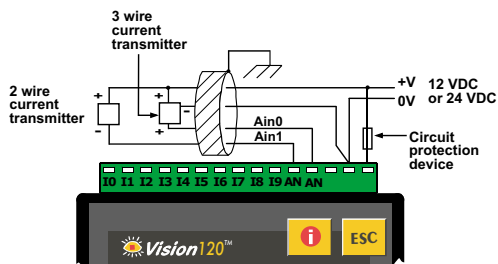 3 wire
current
transmitter
2 wire
current
transmitter
+
-
+
-
+
Ain0
Ain1
+V
0V
12 VDC
or 24 VDC
Circuit
protection
device
I0 I1 I2 I3 I4 I5 I6 I7 I8 I9 AN AN
Vision120™
i
ESC